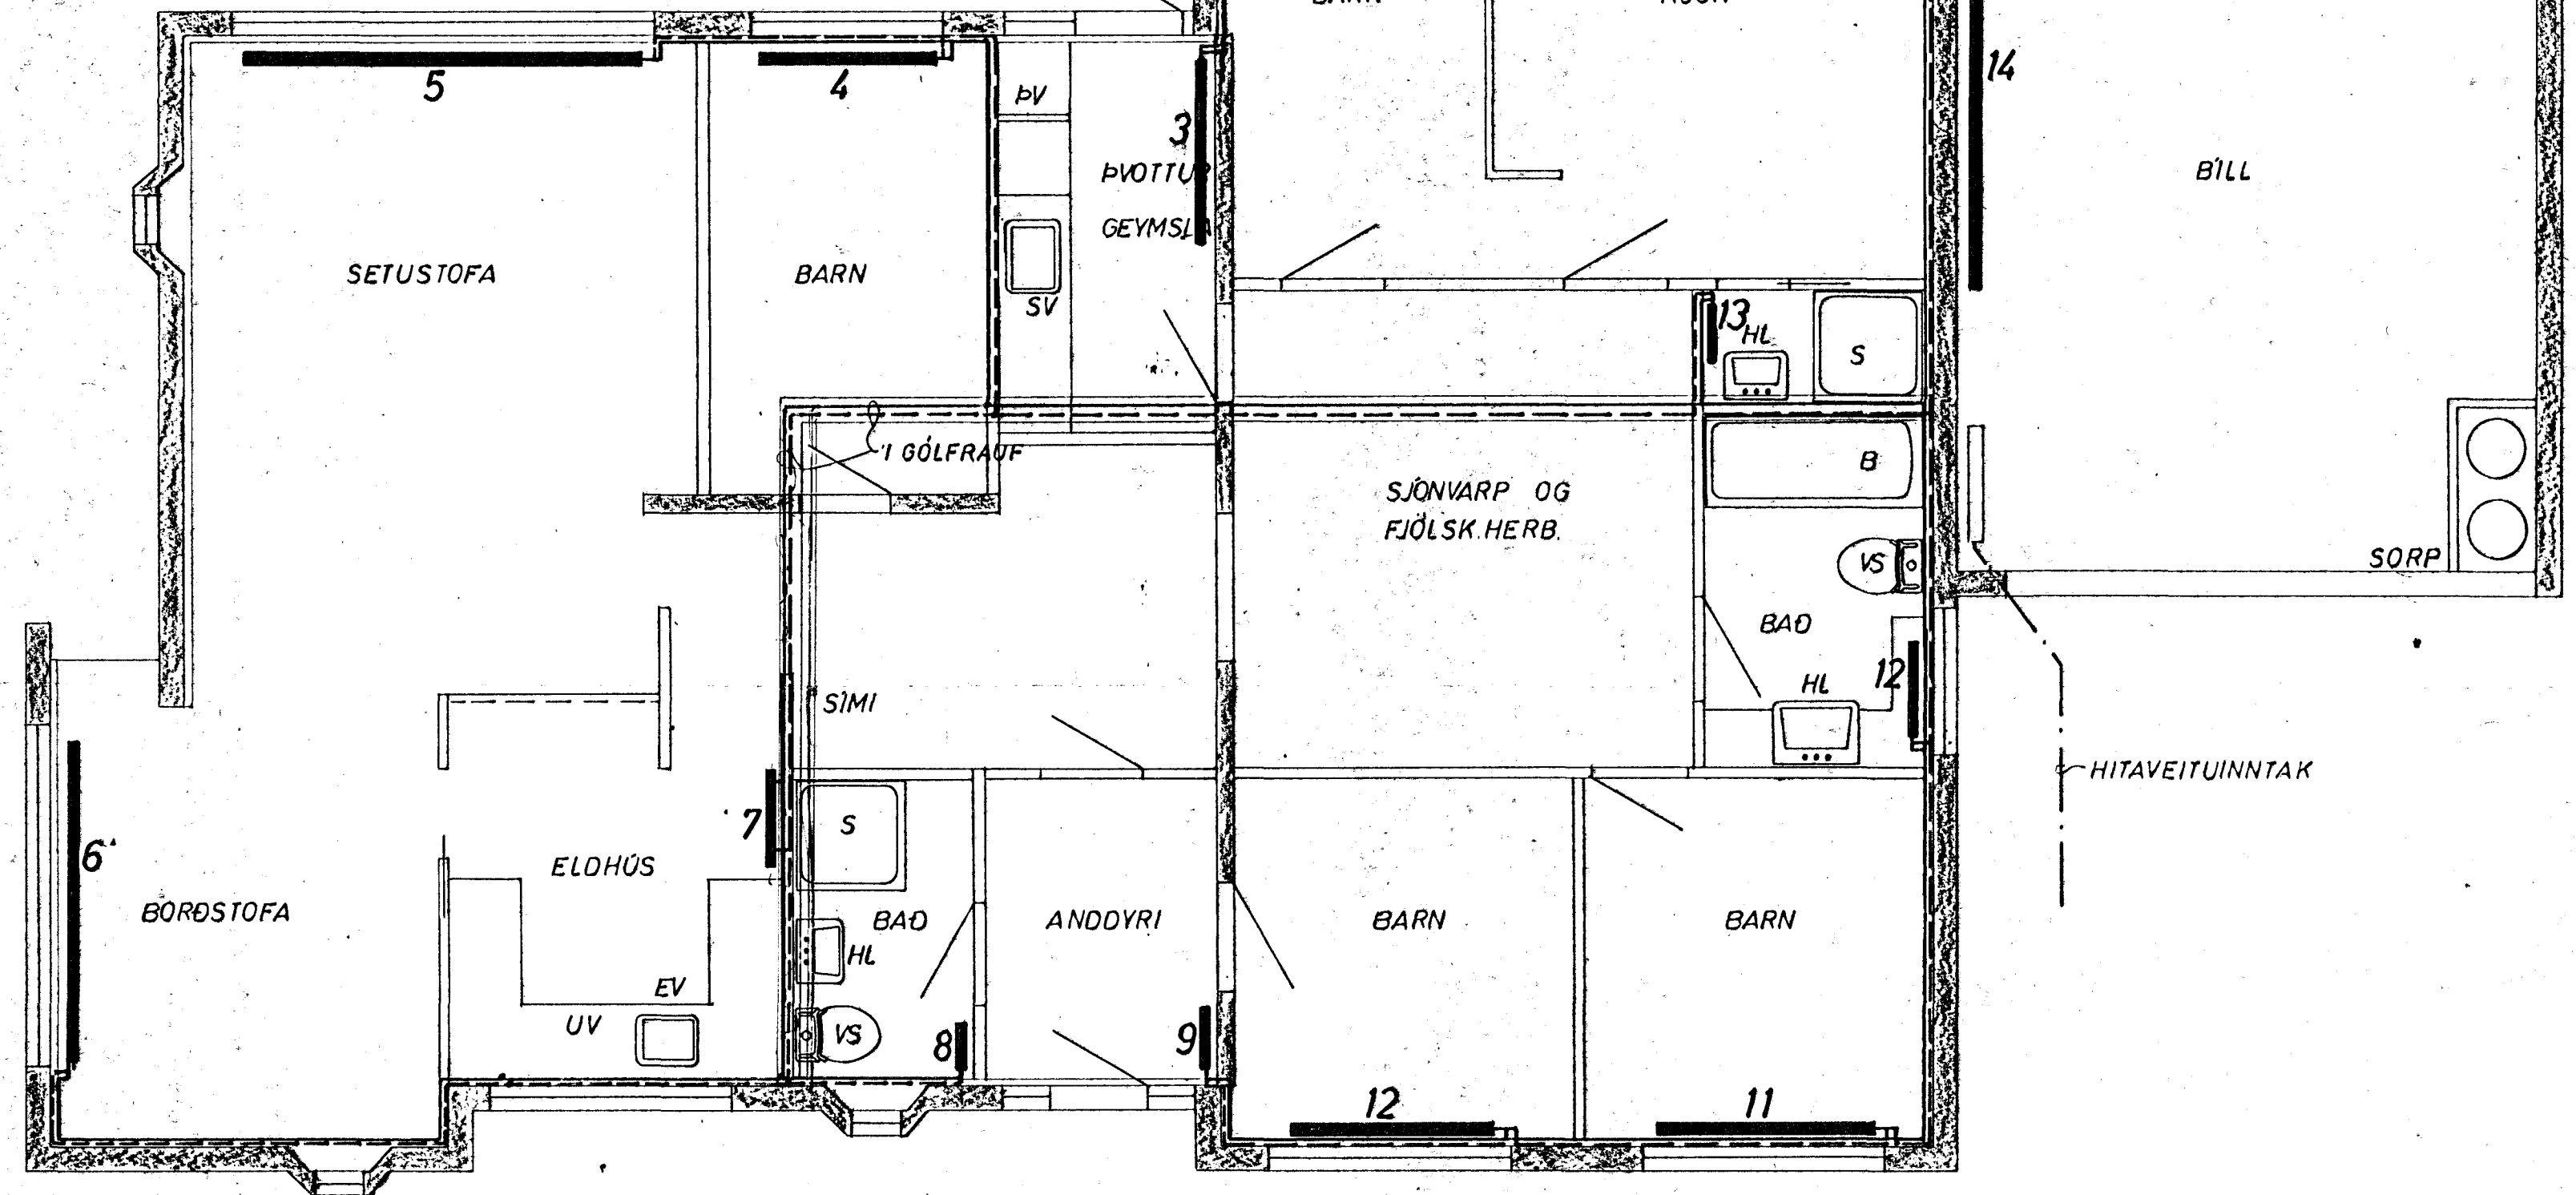 5
4
3
14
ÞV
ÞVOTTUR
GEYMSLA
BÍLL
SETUSTOFA
BARN
SV
13
HL
S
Í GÓLFRAUF
B
SJÓNVARP OG
FJÖLSK.HERB.
VS
SORP
BAÐ
12
HL
SÍMI
HITAVEITUINNTAK
7
S
6
ELDHÚS
BORÐSTOFA
BAÐ
ANDDYRI
BARN
BARN
HL
EV
UV
VS
8
9
12
11